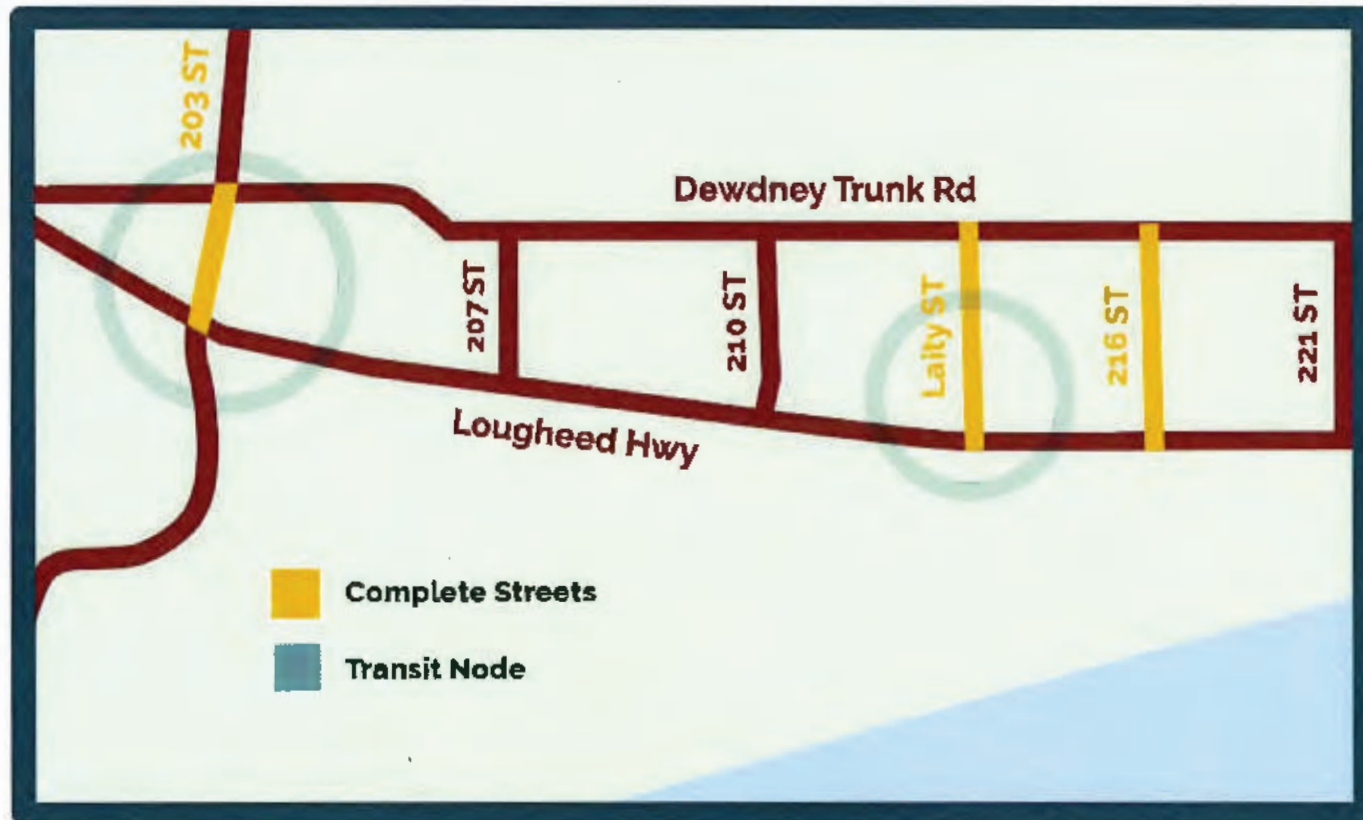 203 ST
Dewdney Trunk Rd
207 ST
210 ST
Laity ST
216 ST
221 ST
Lougheed Hwy
Complete Streets
Transit Node